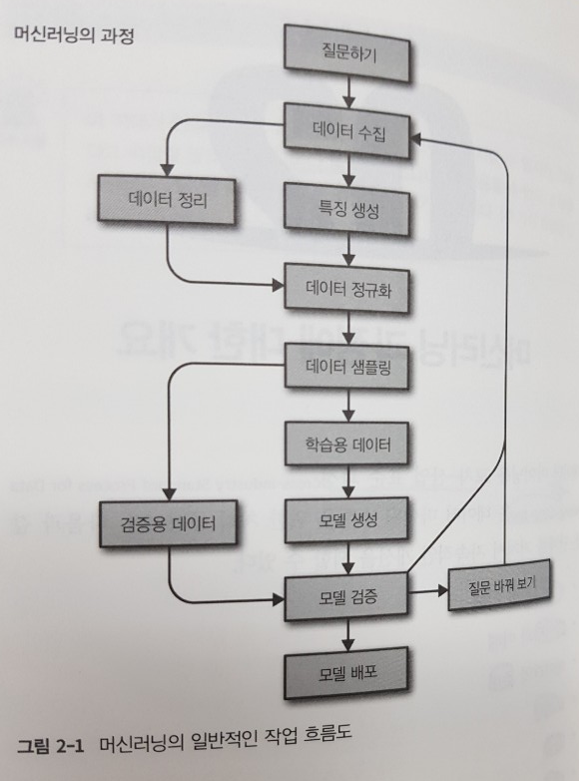 머신러닝의 과정
질문하기
데이터 수집
데이터 정리
특징 생성
데이터 정규화
데이터 샘플링
학습용 데이터
검증용 데이터
모델 생성
모델 검증
질문 바꿔 보기
모델 배포
그림 2-1 머신러닝의 일반적인 작업 흐름도